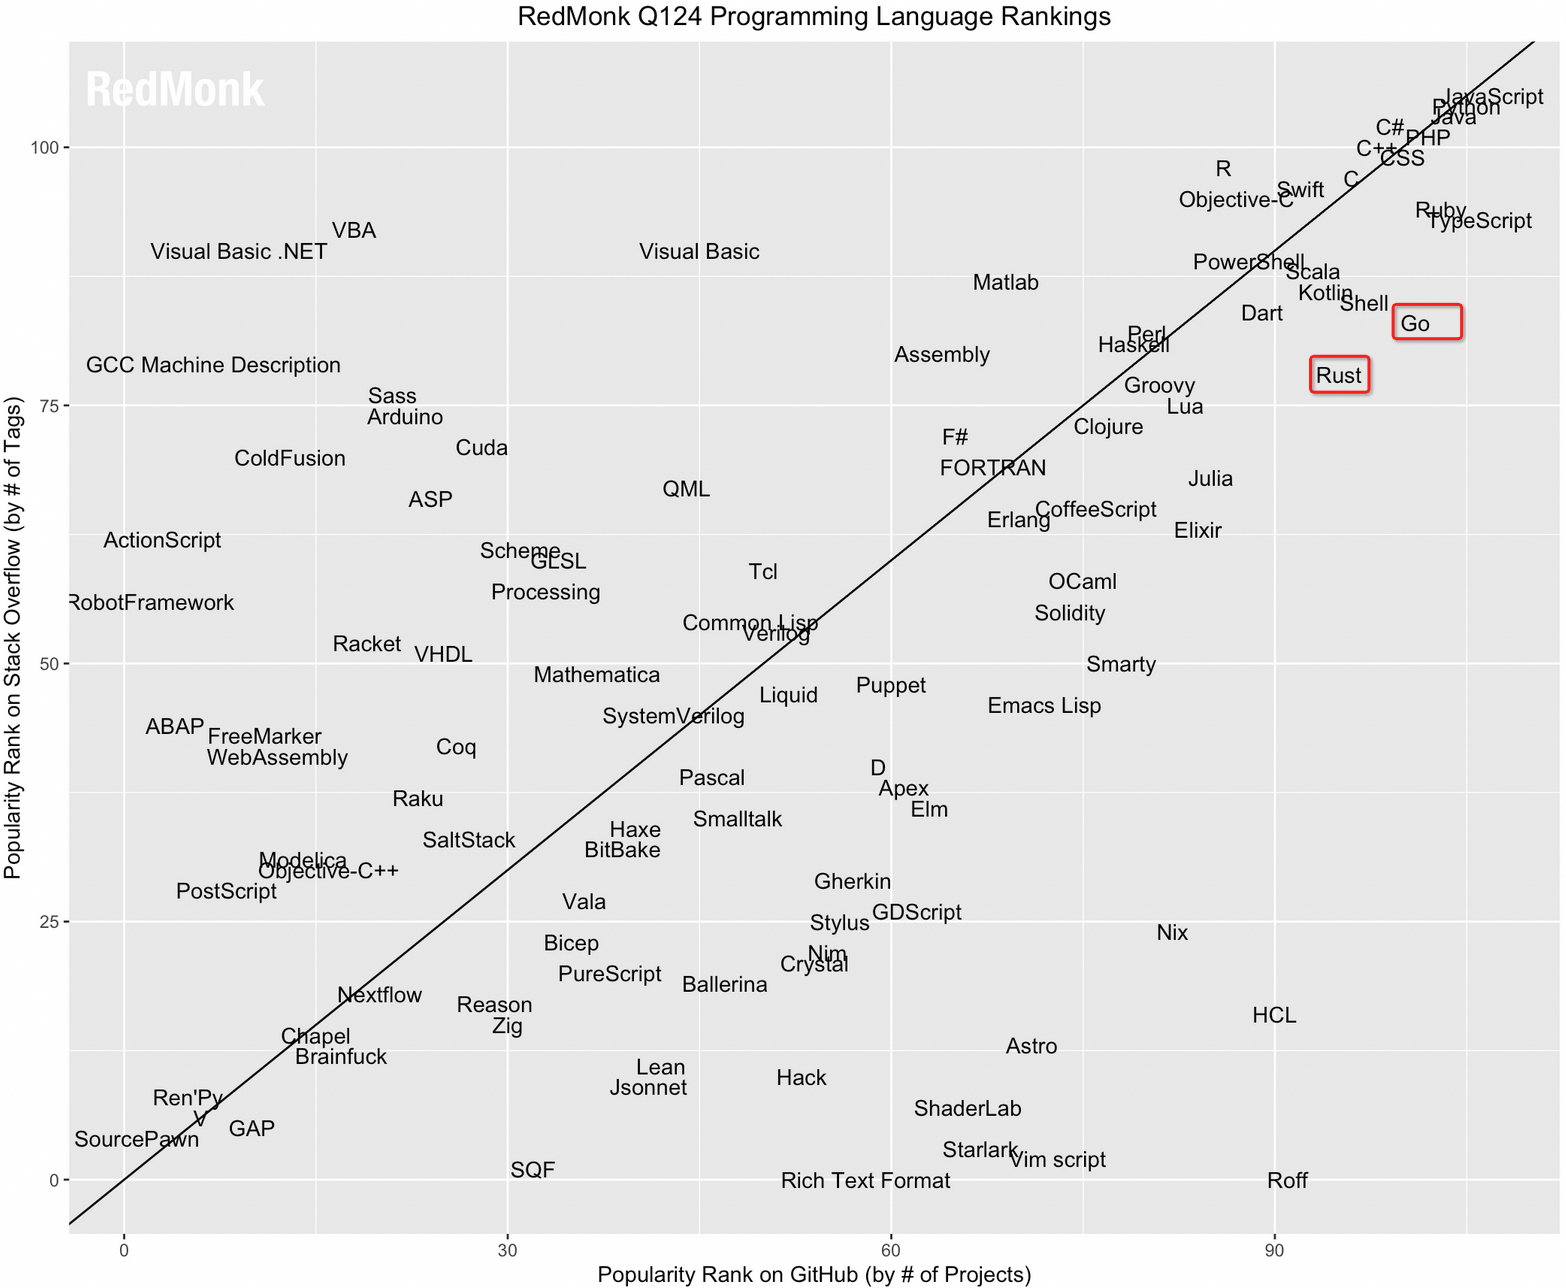 RedMonk Q124 Programming Language Rankings
RedMonk
JavaScript
Python
Java
C#
PHP
C++
CSS
R
C
Swift
Objective-C
Ruby
TypeScript
VBA
Visual Basic .NET
Visual Basic
PowerShell
Scala
Matlab
Kotlin
Shell
Dart
Go
Perl
Haskell
Assembly
GCC Machine Description
Rust
Groovy
Sass
Lua
Arduino
Clojure
F#
Cuda
ColdFusion
FORTRAN
Julia
QML
ASP
CoffeeScript
Erlang
Elixir
ActionScript
Scheme
GLSL
Tcl
OCaml
Processing
RobotFramework
Solidity
Common Lisp
Verilog
Racket
VHDL
Smarty
Mathematica
Puppet
Liquid
Emacs Lisp
SystemVerilog
ABAP
FreeMarker
Coq
WebAssembly
Pascal
D
Apex
Raku
Elm
Smalltalk
Haxe
SaltStack
BitBake
Modelica
Objective-C++
Gherkin
PostScript
Vala
GDScript
Stylus
Nix
Bicep
Nim
Crystal
PureScript
Ballerina
Nextflow
Reason
HCL
Zig
Chapel
Astro
Brainfuck
Lean
Hack
Jsonnet
Ren'Py
ShaderLab
V
GAP
SourcePawn
Starlark
Vim script
SQF
Rich Text Format
Roff
100
75
50
25
0
0
30
60
90
Popularity Rank on Stack Overflow (by # of Tags)
Popularity Rank on GitHub (by # of Projects)